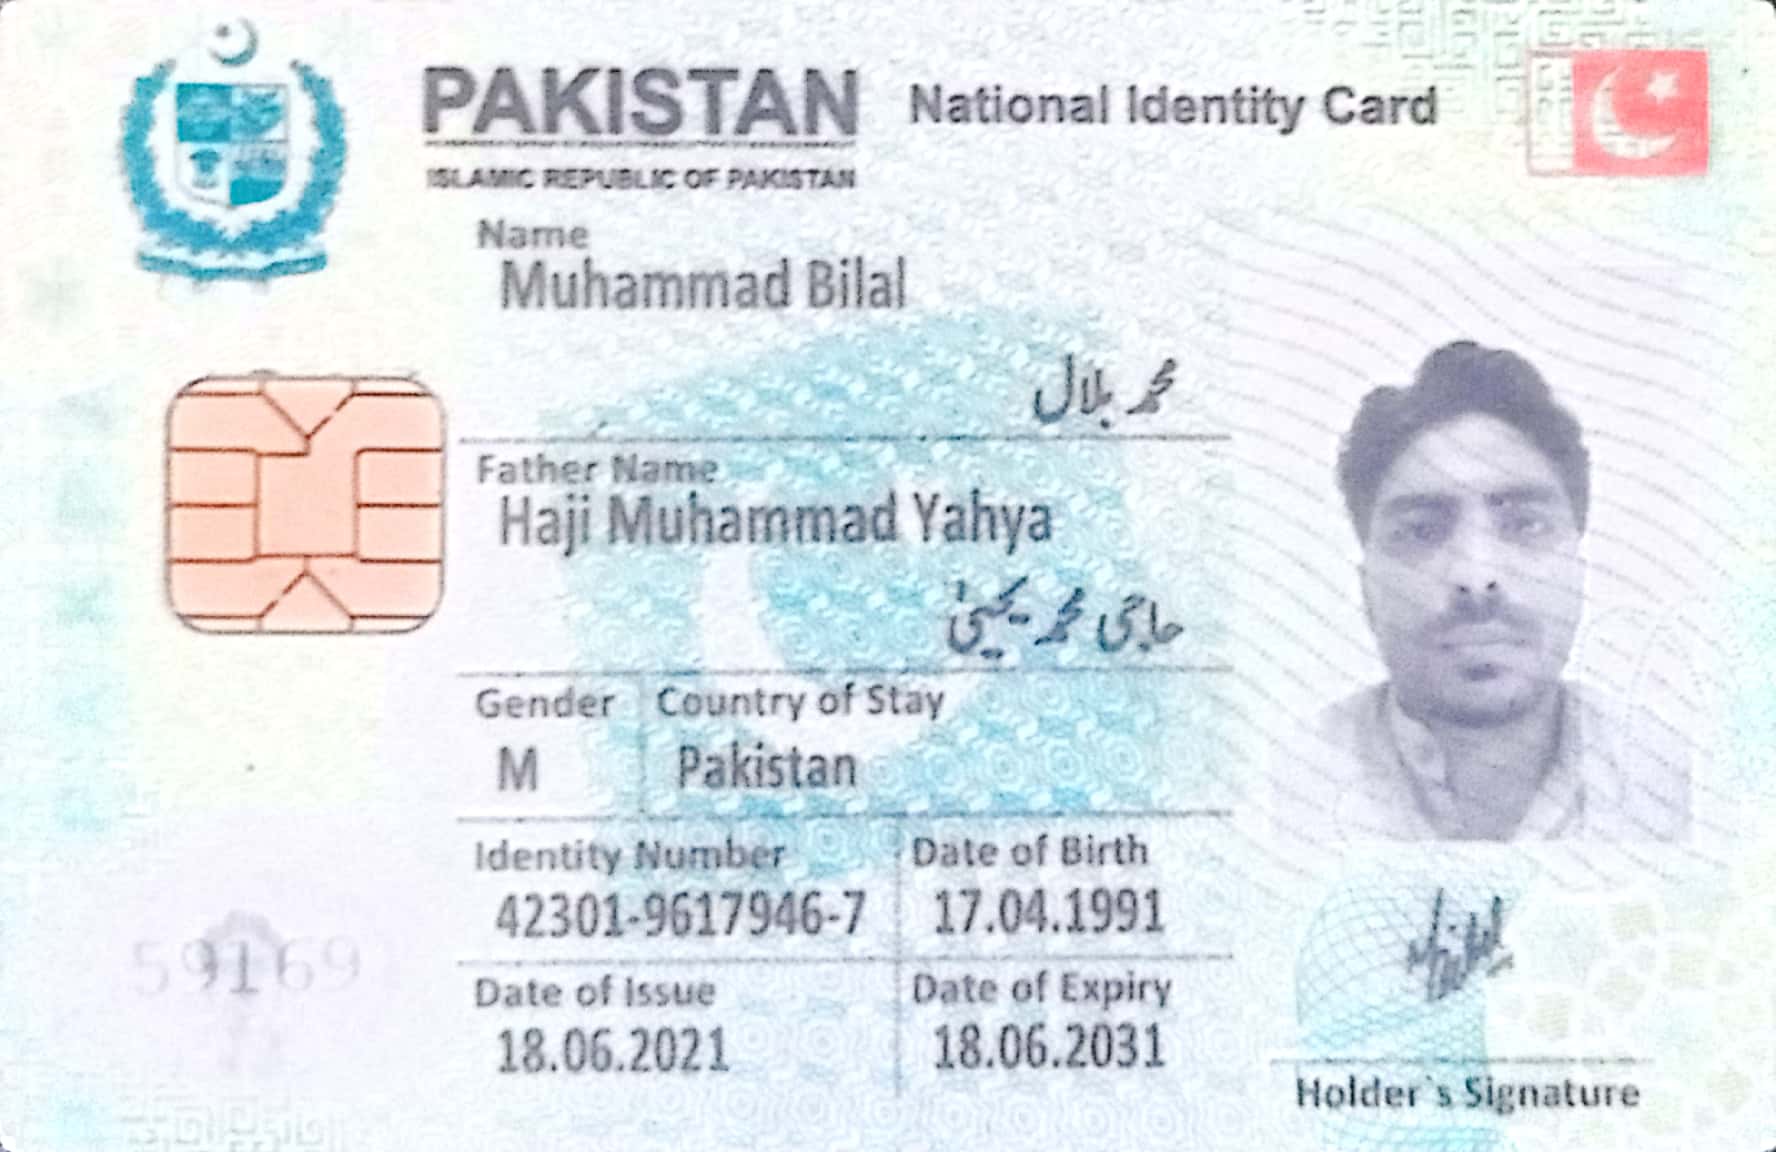 PAKISTAN National Identity Card
ISLAMIC REPUBLIC OF PAKISTAN
Name
Muhammad Bilal
محمد بلال
Father Name
Haji Muhammad Yahya
حاجی محمد یحییٰ
Gender Country of Stay
M Pakistan
Identity Number Date of Birth
42301-9617946-7 17.04.1991
59169
Date of Issue Date of Expiry
18.06.2021 18.06.2031
Holder`s Signature